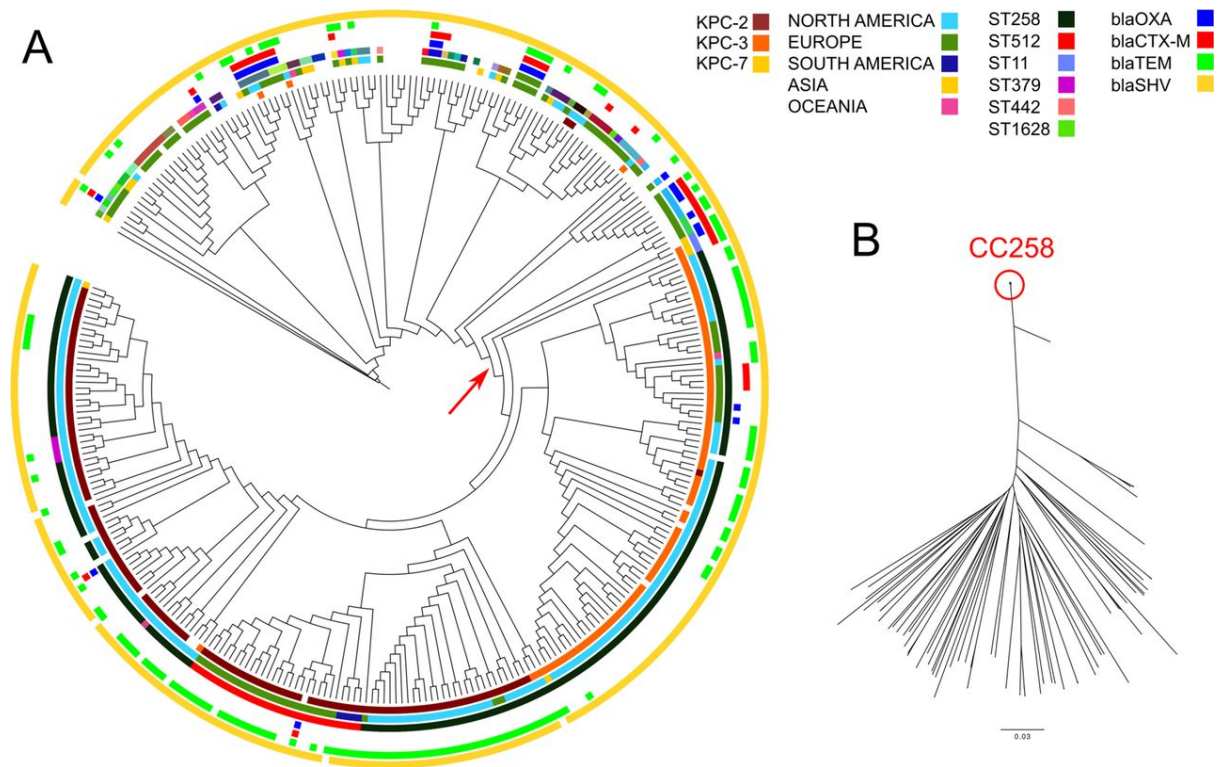 A
KPC-2
KPC-3
KPC-7
NORTH AMERICA
EUROPE
SOUTH AMERICA
ASIA
OCEANIA
ST258
ST512
ST11
ST379
ST442
ST1628
blaOXA
blaCTX-M
blaTEM
blaSHV
B
CC258
0.03